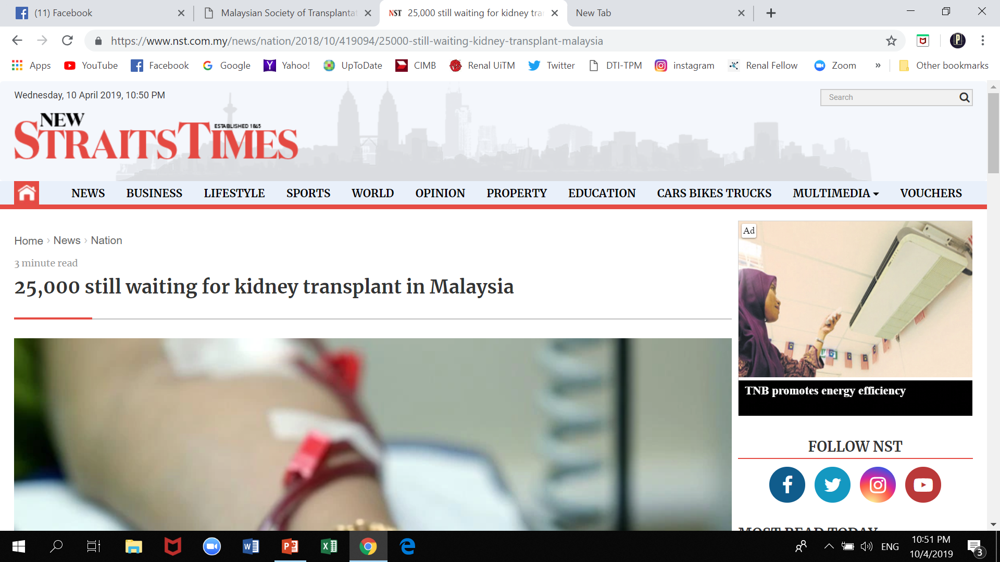 (11) Facebook
Malaysian Society of Transplantat
NST 25,000 still waiting for kidney tra
New Tab
https://www.nst.com.my/news/nation/2018/10/419094/25000-still-waiting-kidney-transplant-malaysia
Apps YouTube Facebook Google Yahoo! UpToDate CIMB Renal UiTM Twitter DTI-TPM instagram Renal Fellow Zoom » Other bookmarks
Wednesday, 10 April 2019, 10:50 PM
Search
NEW
ESTABLISHED 1845
STRAITS TIMES
NEWS BUSINESS LIFESTYLE SPORTS WORLD OPINION PROPERTY EDUCATION CARS BIKES TRUCKS MULTIMEDIA VOUCHERS
Home › News › Nation
3 minute read
25,000 still waiting for kidney transplant in Malaysia
Ad
TNB promotes energy efficiency
FOLLOW NST
MOST READ TODAY
ENG
10:51 PM
10/4/2019
3